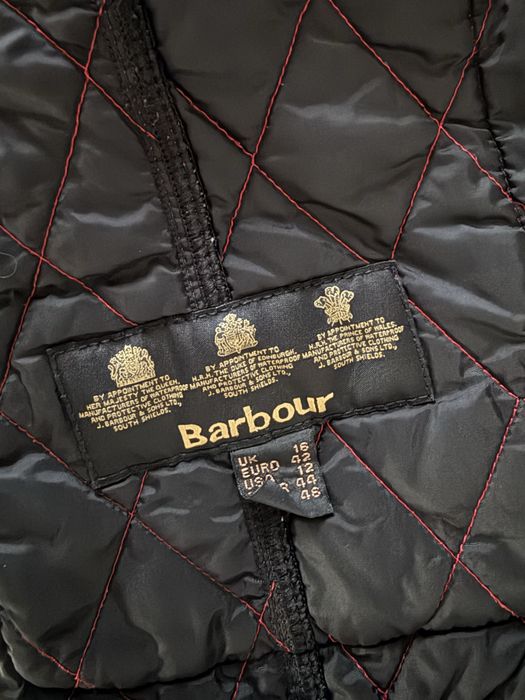 BY APPOINTMENT TO
HER MAJESTY THE QUEEN,
MANUFACTURERS OF WATERPROOF
AND PROTECTIVE CLOTHING
J. BARBOUR & SONS LTD.,
SOUTH SHIELDS.
BY APPOINTMENT TO
H.R.H. THE DUKE OF EDINBURGH,
MANUFACTURERS OF WATERPROOF
AND PROTECTIVE CLOTHING
J. BARBOUR & SONS LTD.,
SOUTH SHIELDS.
BY APPOINTMENT TO
H.R.H. THE PRINCE OF WALES,
MANUFACTURERS OF WATERPROOF
AND PROTECTIVE CLOTHING
J. BARBOUR & SONS LTD.,
SOUTH SHIELDS.
Barbour
UK 16
EURO 42
USA 12
44
46